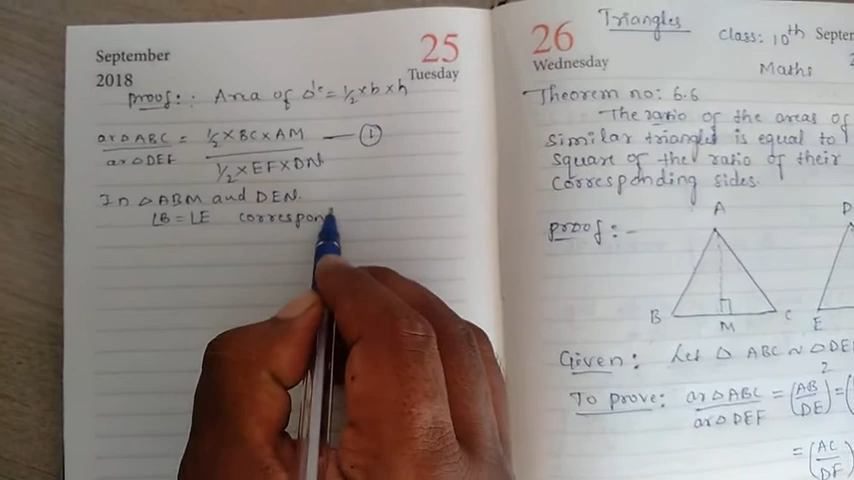 September
2018
25
Tuesday
Proof: : Area of Δle = 1/2 × b × h
ar Δ ABC = 1/2 × BC × AM — ①
ar Δ DEF 1/2 × EF × DN
In Δ ABM and DEN.
∠B = ∠E correspon
26
Wednesday
Triangles
Class: 10th
Maths
Theorem no: 6.6
The ratio of the areas of
similar triangles is equal to
square of the ratio of their
corresponding sides.
proof: -
A
B
M
C
D
E
Given: Let Δ ABC ~ Δ DE
To prove: ar Δ ABC = (AB)2 = (
ar Δ DEF (DE)
= (AC
(DF)